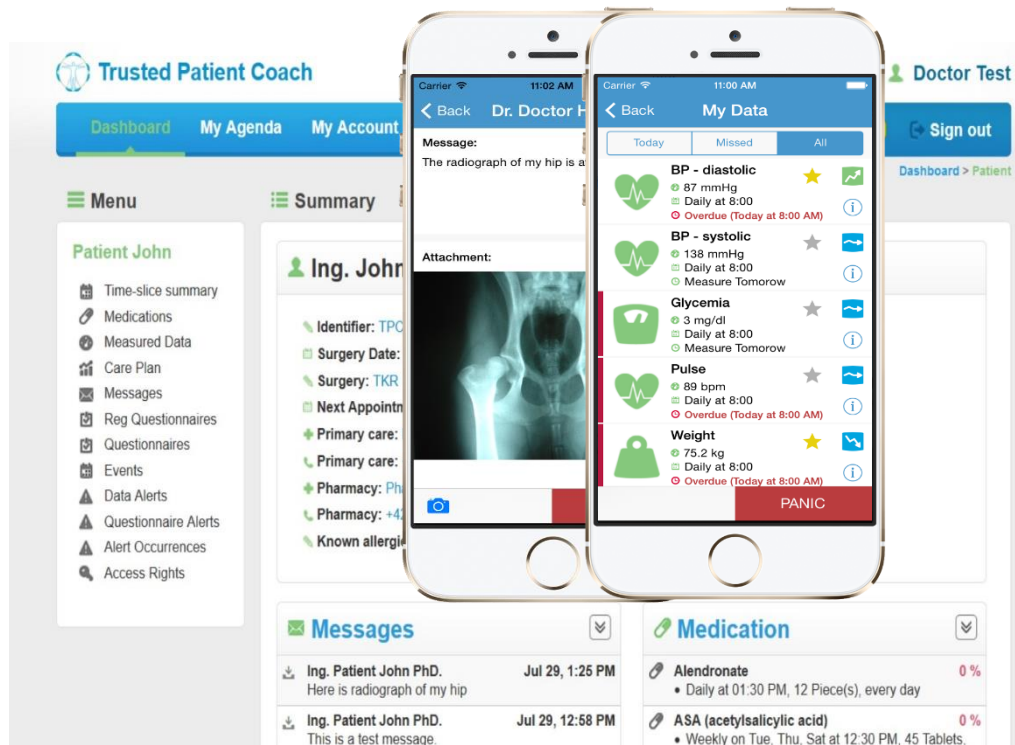 Trusted Patient Coach
Doctor Test
Dashboard
My Agenda
My Account
Sign out
Dashboard > Patient
Menu
Patient John
Time-slice summary
Medications
Measured Data
Care Plan
Messages
Reg Questionnaires
Questionnaires
Events
Data Alerts
Questionnaire Alerts
Alert Occurrences
Access Rights
Summary
Ing. John
Identifier: TPC
Surgery Date:
Surgery: TKR
Next Appointm
Primary care:
Primary care:
Pharmacy: Pha
Pharmacy: +42
Known allergie
Carrier
11:02 AM
Back
Dr. Doctor H
Message:
The radiograph of my hip is a
Attachment:
Carrier
11:00 AM
Back
My Data
Today
Missed
All
BP - diastolic
87 mmHg
Daily at 8:00
Overdue (Today at 8:00 AM)
BP - systolic
138 mmHg
Daily at 8:00
Measure Tomorow
Glycemia
3 mg/dl
Daily at 8:00
Measure Tomorow
Pulse
89 bpm
Daily at 8:00
Overdue (Today at 8:00 AM)
Weight
75.2 kg
Daily at 8:00
Overdue (Today at 8:00 AM)
PANIC
Messages
Ing. Patient John PhD.
Jul 29, 1:25 PM
Here is radiograph of my hip
Ing. Patient John PhD.
Jul 29, 12:58 PM
This is a test message.
Medication
Alendronate
0 %
• Daily at 01:30 PM, 12 Piece(s), every day
ASA (acetylsalicylic acid)
0 %
• Weekly on Tue, Thu, Sat at 12:30 PM, 45 Tablets,